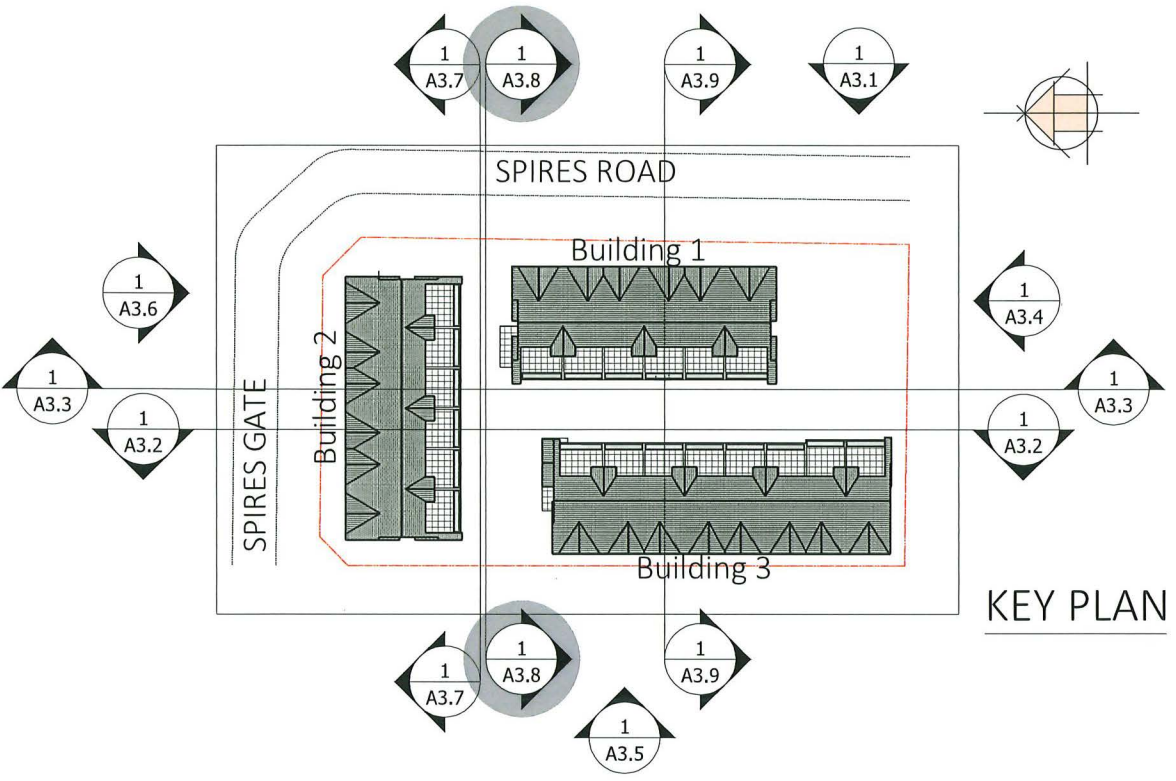 1
A3.7
1
A3.8
1
A3.9
1
A3.1
SPIRES ROAD
Building 1
1
A3.6
1
A3.4
Building 2
1
A3.3
1
A3.3
1
A3.2
1
A3.2
SPIRES GATE
Building 3
KEY PLAN
1
A3.7
1
A3.8
1
A3.9
1
A3.5